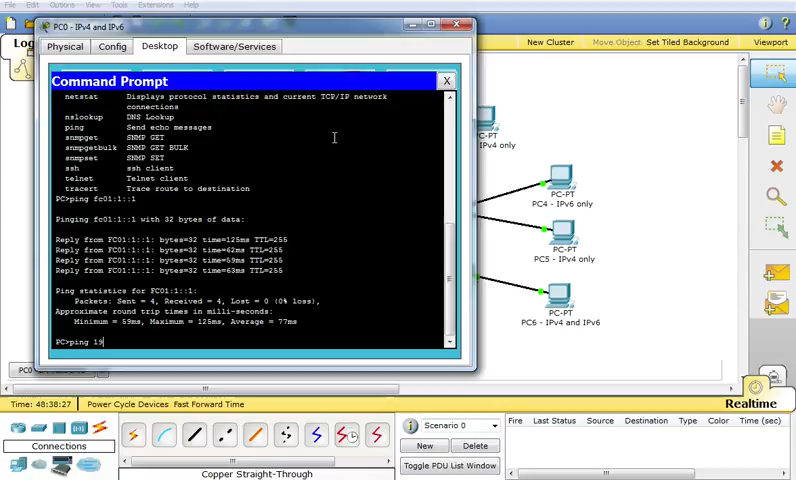 File Edit Options View Tools Extensions Help
PC0 - IPv4 and IPv6
Physical Config Desktop Software/Services
New Cluster Move Object Set Tiled Background Viewport
Command Prompt X
netstat Displays protocol statistics and current TCP/IP network
connections
nslookup DNS Lookup
ping Send echo messages
snmpget SNMP GET
snmpgetbulk SNMP GET BULK
snmpset SNMP SET
ssh ssh client
telnet Telnet client
tracert Trace route to destination
PC>ping fc01:1::1
Pinging fc01:1::1 with 32 bytes of data:
Reply from FC01:1::1: bytes=32 time=125ms TTL=255
Reply from FC01:1::1: bytes=32 time=62ms TTL=255
Reply from FC01:1::1: bytes=32 time=59ms TTL=255
Reply from FC01:1::1: bytes=32 time=63ms TTL=255
Ping statistics for FC01:1::1:
Packets: Sent = 4, Received = 4, Lost = 0 (0% loss),
Approximate round trip times in milli-seconds:
Minimum = 59ms, Maximum = 125ms, Average = 77ms
PC>ping 19
PC-PT
IPv4 only
PC-PT
PC4 - IPv6 only
PC-PT
PC5 - IPv4 only
PC-PT
PC6 - IPv4 and IPv6
Time: 48:38:27 Power Cycle Devices Fast Forward Time
Realtime
Connections
Copper Straight-Through
Scenario 0
New Delete
Toggle PDU List Window
Fire Last Status Source Destination Type Color Time (sec)